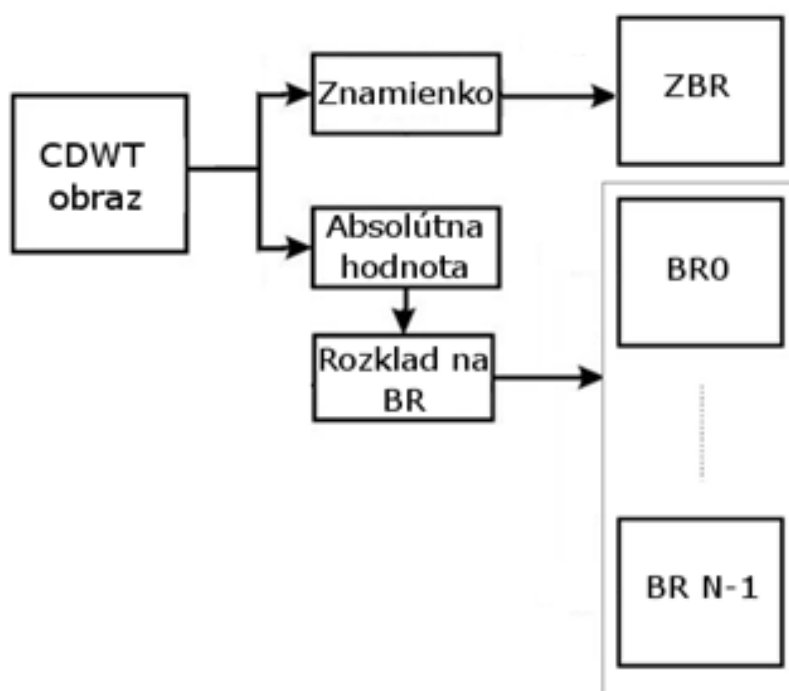 CDWT
obraz
Znamienko
ZBR
Absolútna
hodnota
BR0
Rozklad na
BR
BR N-1